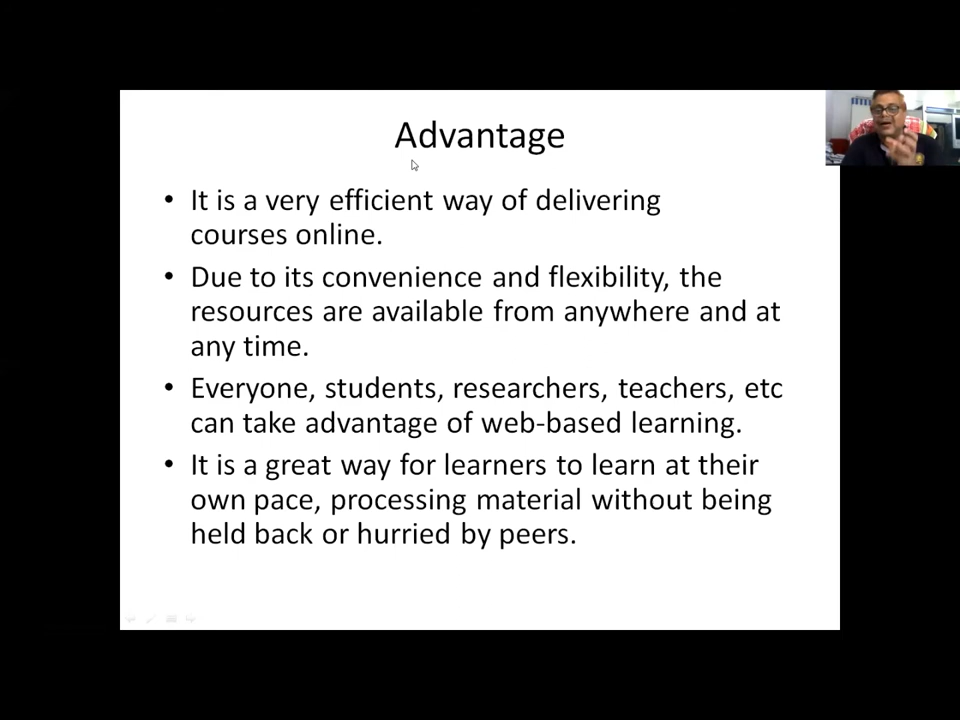 Advantage
• It is a very efficient way of delivering
courses online.
• Due to its convenience and flexibility, the
resources are available from anywhere and at
any time.
• Everyone, students, researchers, teachers, etc
can take advantage of web-based learning.
• It is a great way for learners to learn at their
own pace, processing material without being
held back or hurried by peers.